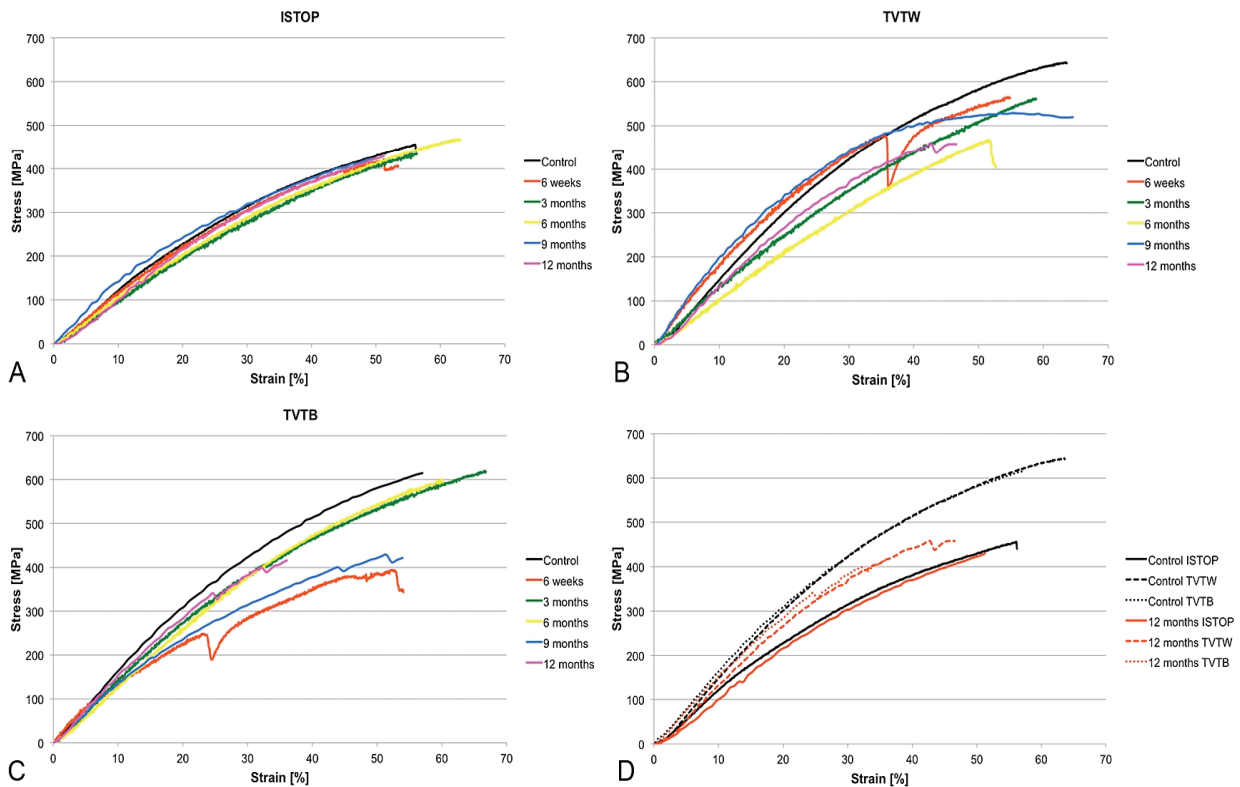 ISTOP
700
600
500
400
300
200
100
0
Stress [MPa]
0 10 20 30 40 50 60 70
Strain [%]
Control
6 weeks
3 months
6 months
9 months
12 months
A
TVTW
700
600
500
400
300
200
100
0
Stress [MPa]
0 10 20 30 40 50 60 70
Strain [%]
Control
6 weeks
3 months
6 months
9 months
12 months
B
TVTB
700
600
500
400
300
200
100
0
Stress [MPa]
0 10 20 30 40 50 60 70
Strain [%]
Control
6 weeks
3 months
6 months
9 months
12 months
C
700
600
500
400
300
200
100
0
Stress [MPa]
0 10 20 30 40 50 60 70
Strain [%]
Control ISTOP
Control TVTW
Control TVTB
12 months ISTOP
12 months TVTW
12 months TVTB
D